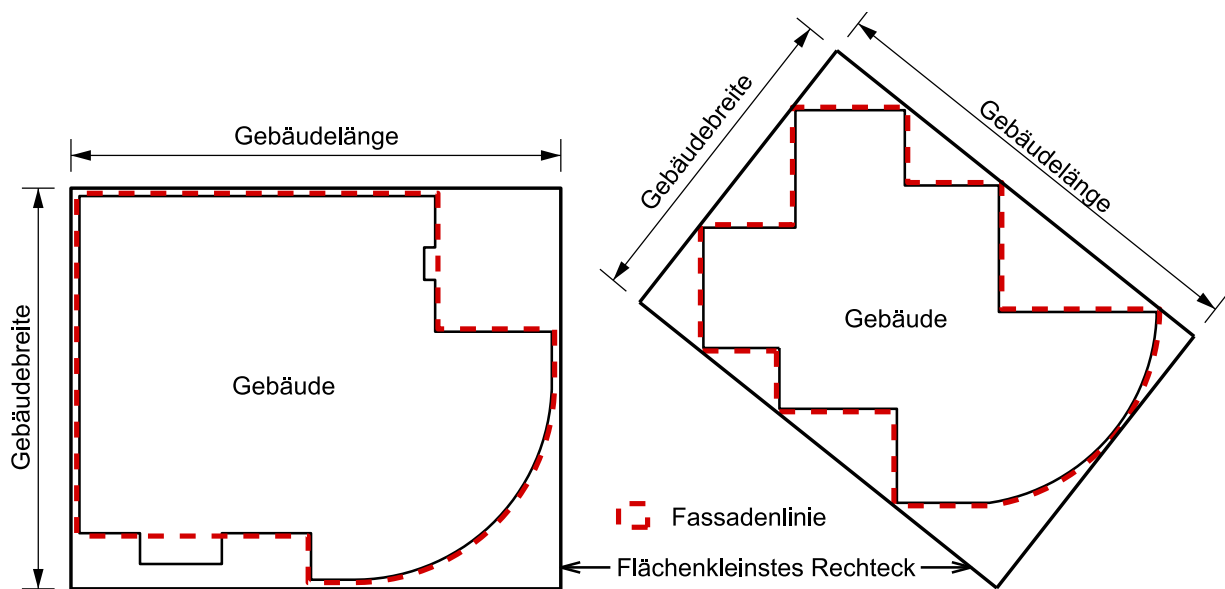 Gebäudelänge
Gebäudebreite
Gebäude
Gebäudebreite
Gebäudelänge
Gebäude
Fassadenlinie
Flächenkleinstes Rechteck